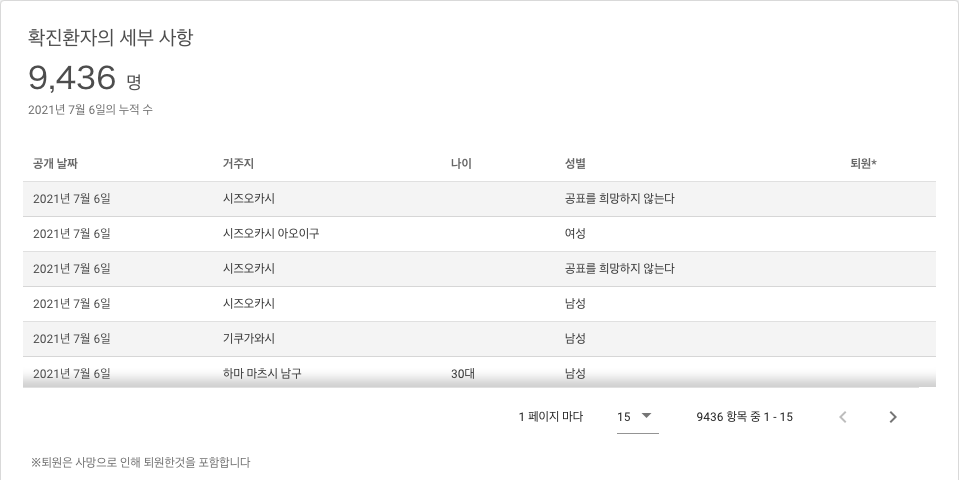 확진환자의 세부 사항
9,436 명
2021년 7월 6일의 누적 수
공개 날짜 거주지 나이 성별 퇴원*
2021년 7월 6일 시즈오카시 공표를 희망하지 않는다
2021년 7월 6일 시즈오카시 아오이구 여성
2021년 7월 6일 시즈오카시 공표를 희망하지 않는다
2021년 7월 6일 시즈오카시 남성
2021년 7월 6일 기쿠가와시 남성
2021년 7월 6일 하마 마츠시 남구 30대 남성
1 페이지 마다 15 9436 항목 중 1 - 15
※퇴원은 사망으로 인해 퇴원한것을 포함합니다